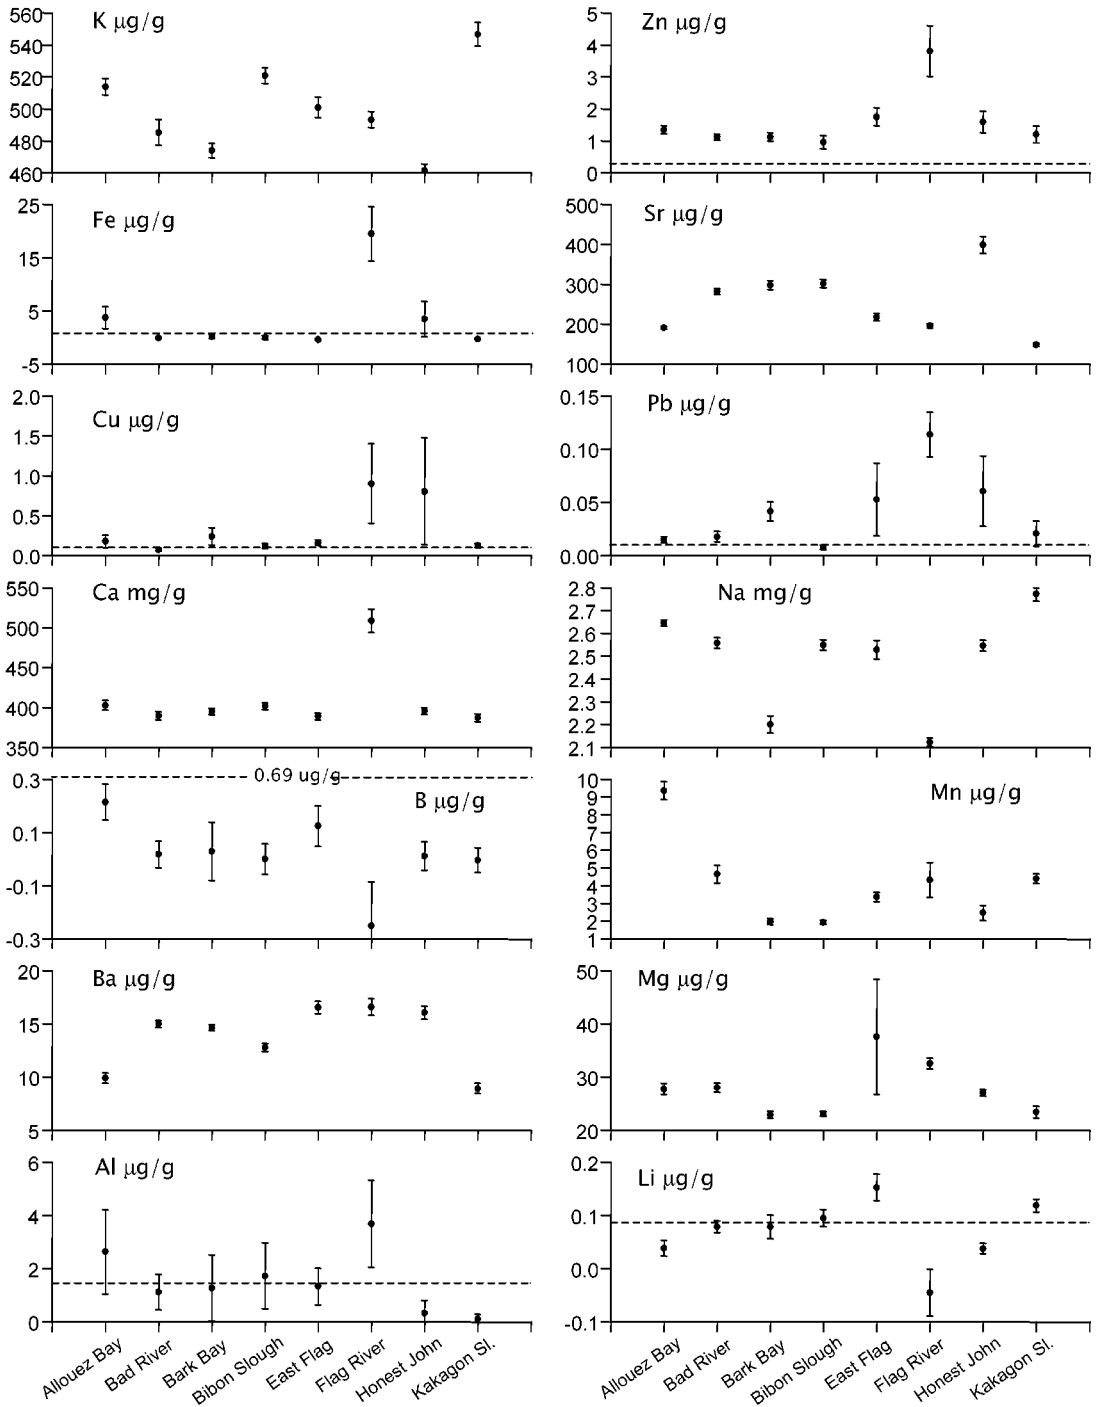 K µg/g
560
540
520
500
480
460
Zn µg/g
5
4
3
2
1
0
Fe µg/g
25
15
5
-5
Sr µg/g
500
400
300
200
100
Cu µg/g
2.0
1.5
1.0
0.5
0.0
Pb µg/g
0.15
0.10
0.05
0.00
Ca mg/g
550
500
450
400
350
Na mg/g
2.8
2.7
2.6
2.5
2.4
2.3
2.2
2.1
0.69 ug/g
B µg/g
0.3
0.1
-0.1
-0.3
Mn µg/g
10
9
8
7
6
5
4
3
2
1
Ba µg/g
20
15
10
5
Mg µg/g
50
40
30
20
Al µg/g
6
4
2
0
Li µg/g
0.2
0.1
0.0
-0.1
Allouez Bay
Bad River
Bark Bay
Bibon Slough
East Flag
Flag River
Honest John
Kakagon Sl.
Allouez Bay
Bad River
Bark Bay
Bibon Slough
East Flag
Flag River
Honest John
Kakagon Sl.